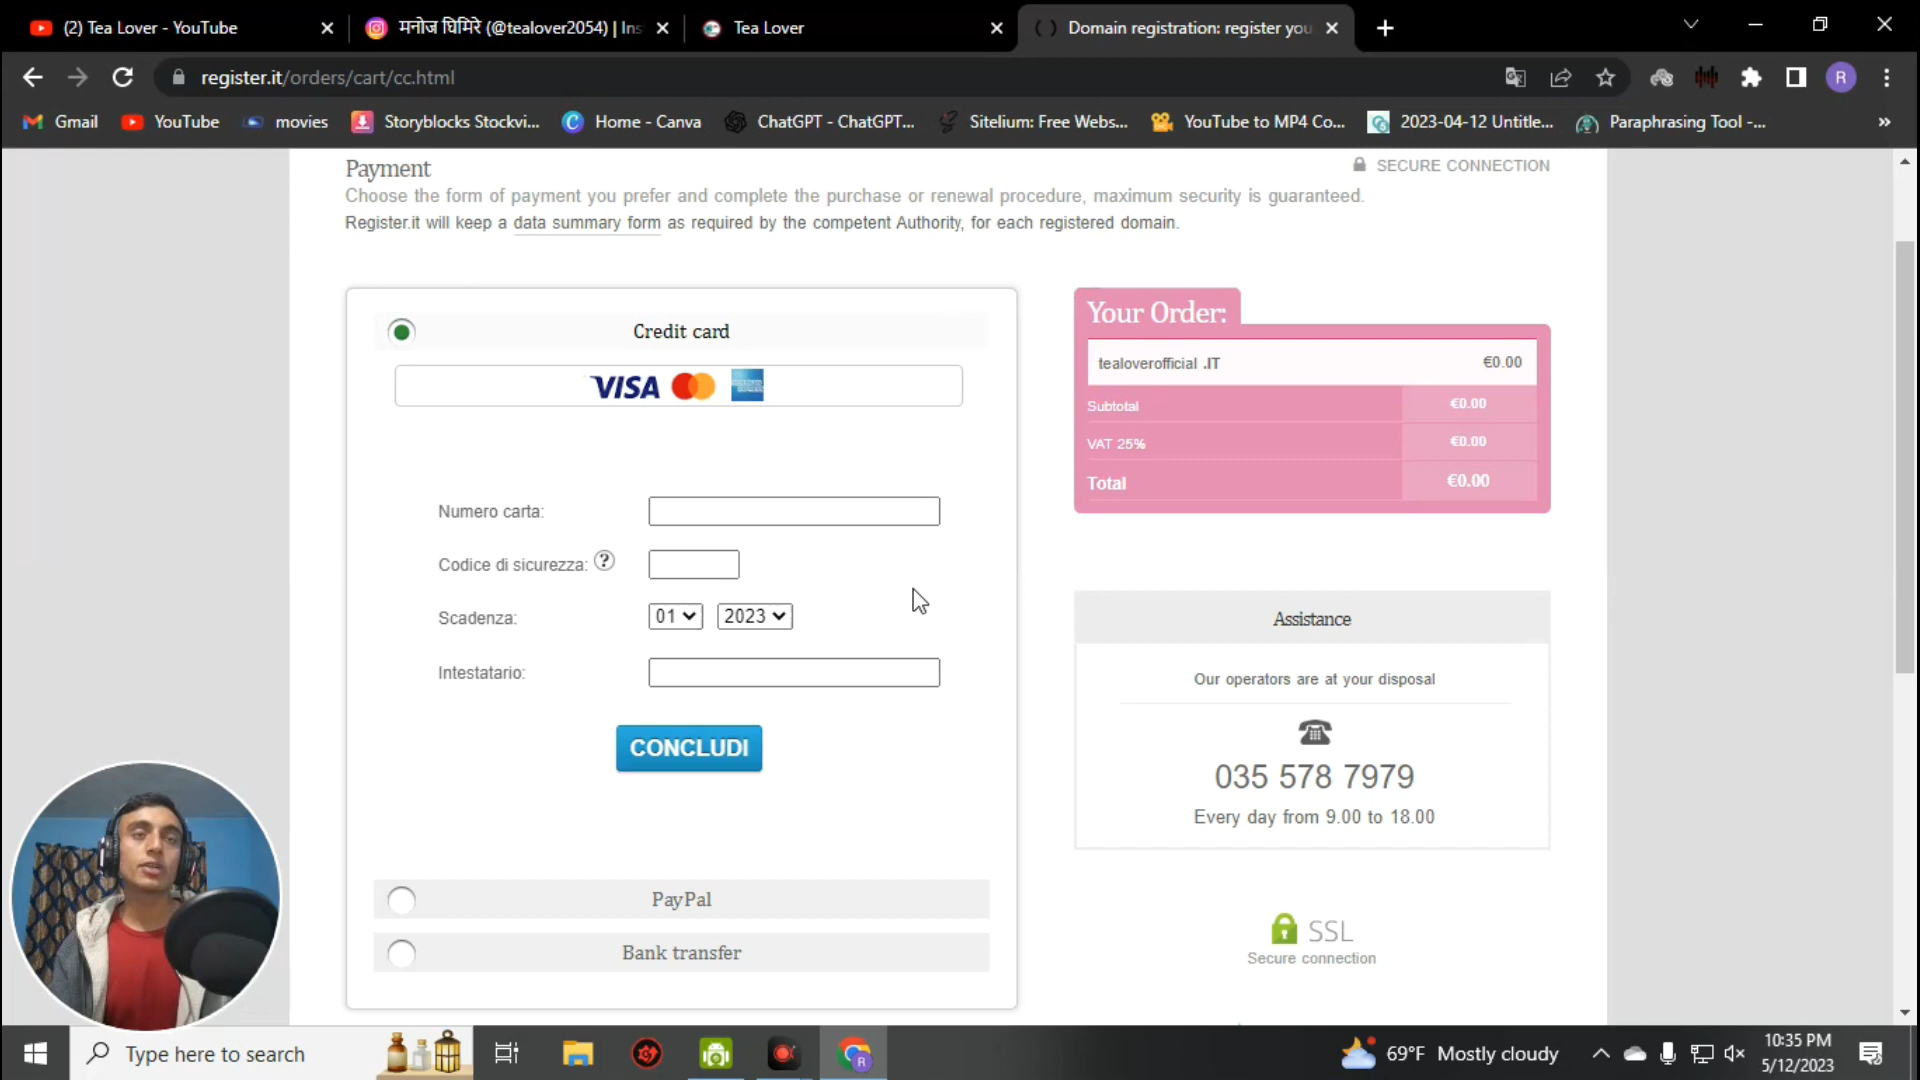 (2) Tea Lover - YouTube
मनोज घिमिरे (@tealover2054) | Ins
Tea Lover
Domain registration: register you
register.it/orders/cart/cc.html
R
Gmail
YouTube
movies
Storyblocks Stockvi...
Home - Canva
ChatGPT - ChatGPT...
Sitelium: Free Webs...
YouTube to MP4 Co...
2023-04-12 Untitle...
Paraphrasing Tool -...
»
Payment
SECURE CONNECTION
Choose the form of payment you prefer and complete the purchase or renewal procedure, maximum security is guaranteed.
Register.it will keep a data summary form as required by the competent Authority, for each registered domain.
Credit card
VISA
Numero carta:
Codice di sicurezza: ?
Scadenza: 01 2023
Intestatario:
CONCLUDI
PayPal
Bank transfer
Your Order:
tealoverofficial .IT €0.00
Subtotal €0.00
VAT 25% €0.00
Total €0.00
Assistance
Our operators are at your disposal
035 578 7979
Every day from 9.00 to 18.00
SSL
Secure connection
Type here to search
R
69°F Mostly cloudy
10:35 PM
5/12/2023